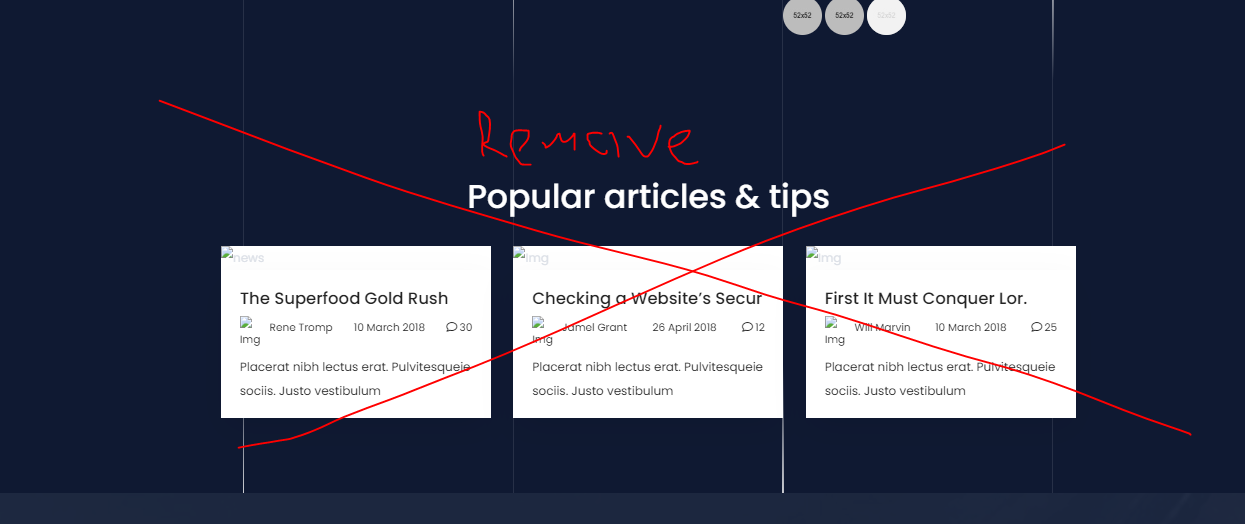 52x52 52x52 52x52
Remove
Popular articles & tips
news Img Img
The Superfood Gold Rush Checking a Website's Secur First It Must Conquer Lor.
Img Rene Tromp 10 March 2018 30 Img Jamel Grant 26 April 2018 12 Img Will Marvin 10 March 2018 25
Placerat nibh lectus erat. Pulvitesqueie Placerat nibh lectus erat. Pulvitesqueie Placerat nibh lectus erat. Pulvitesqueie
sociis. Justo vestibulum sociis. Justo vestibulum sociis. Justo vestibulum